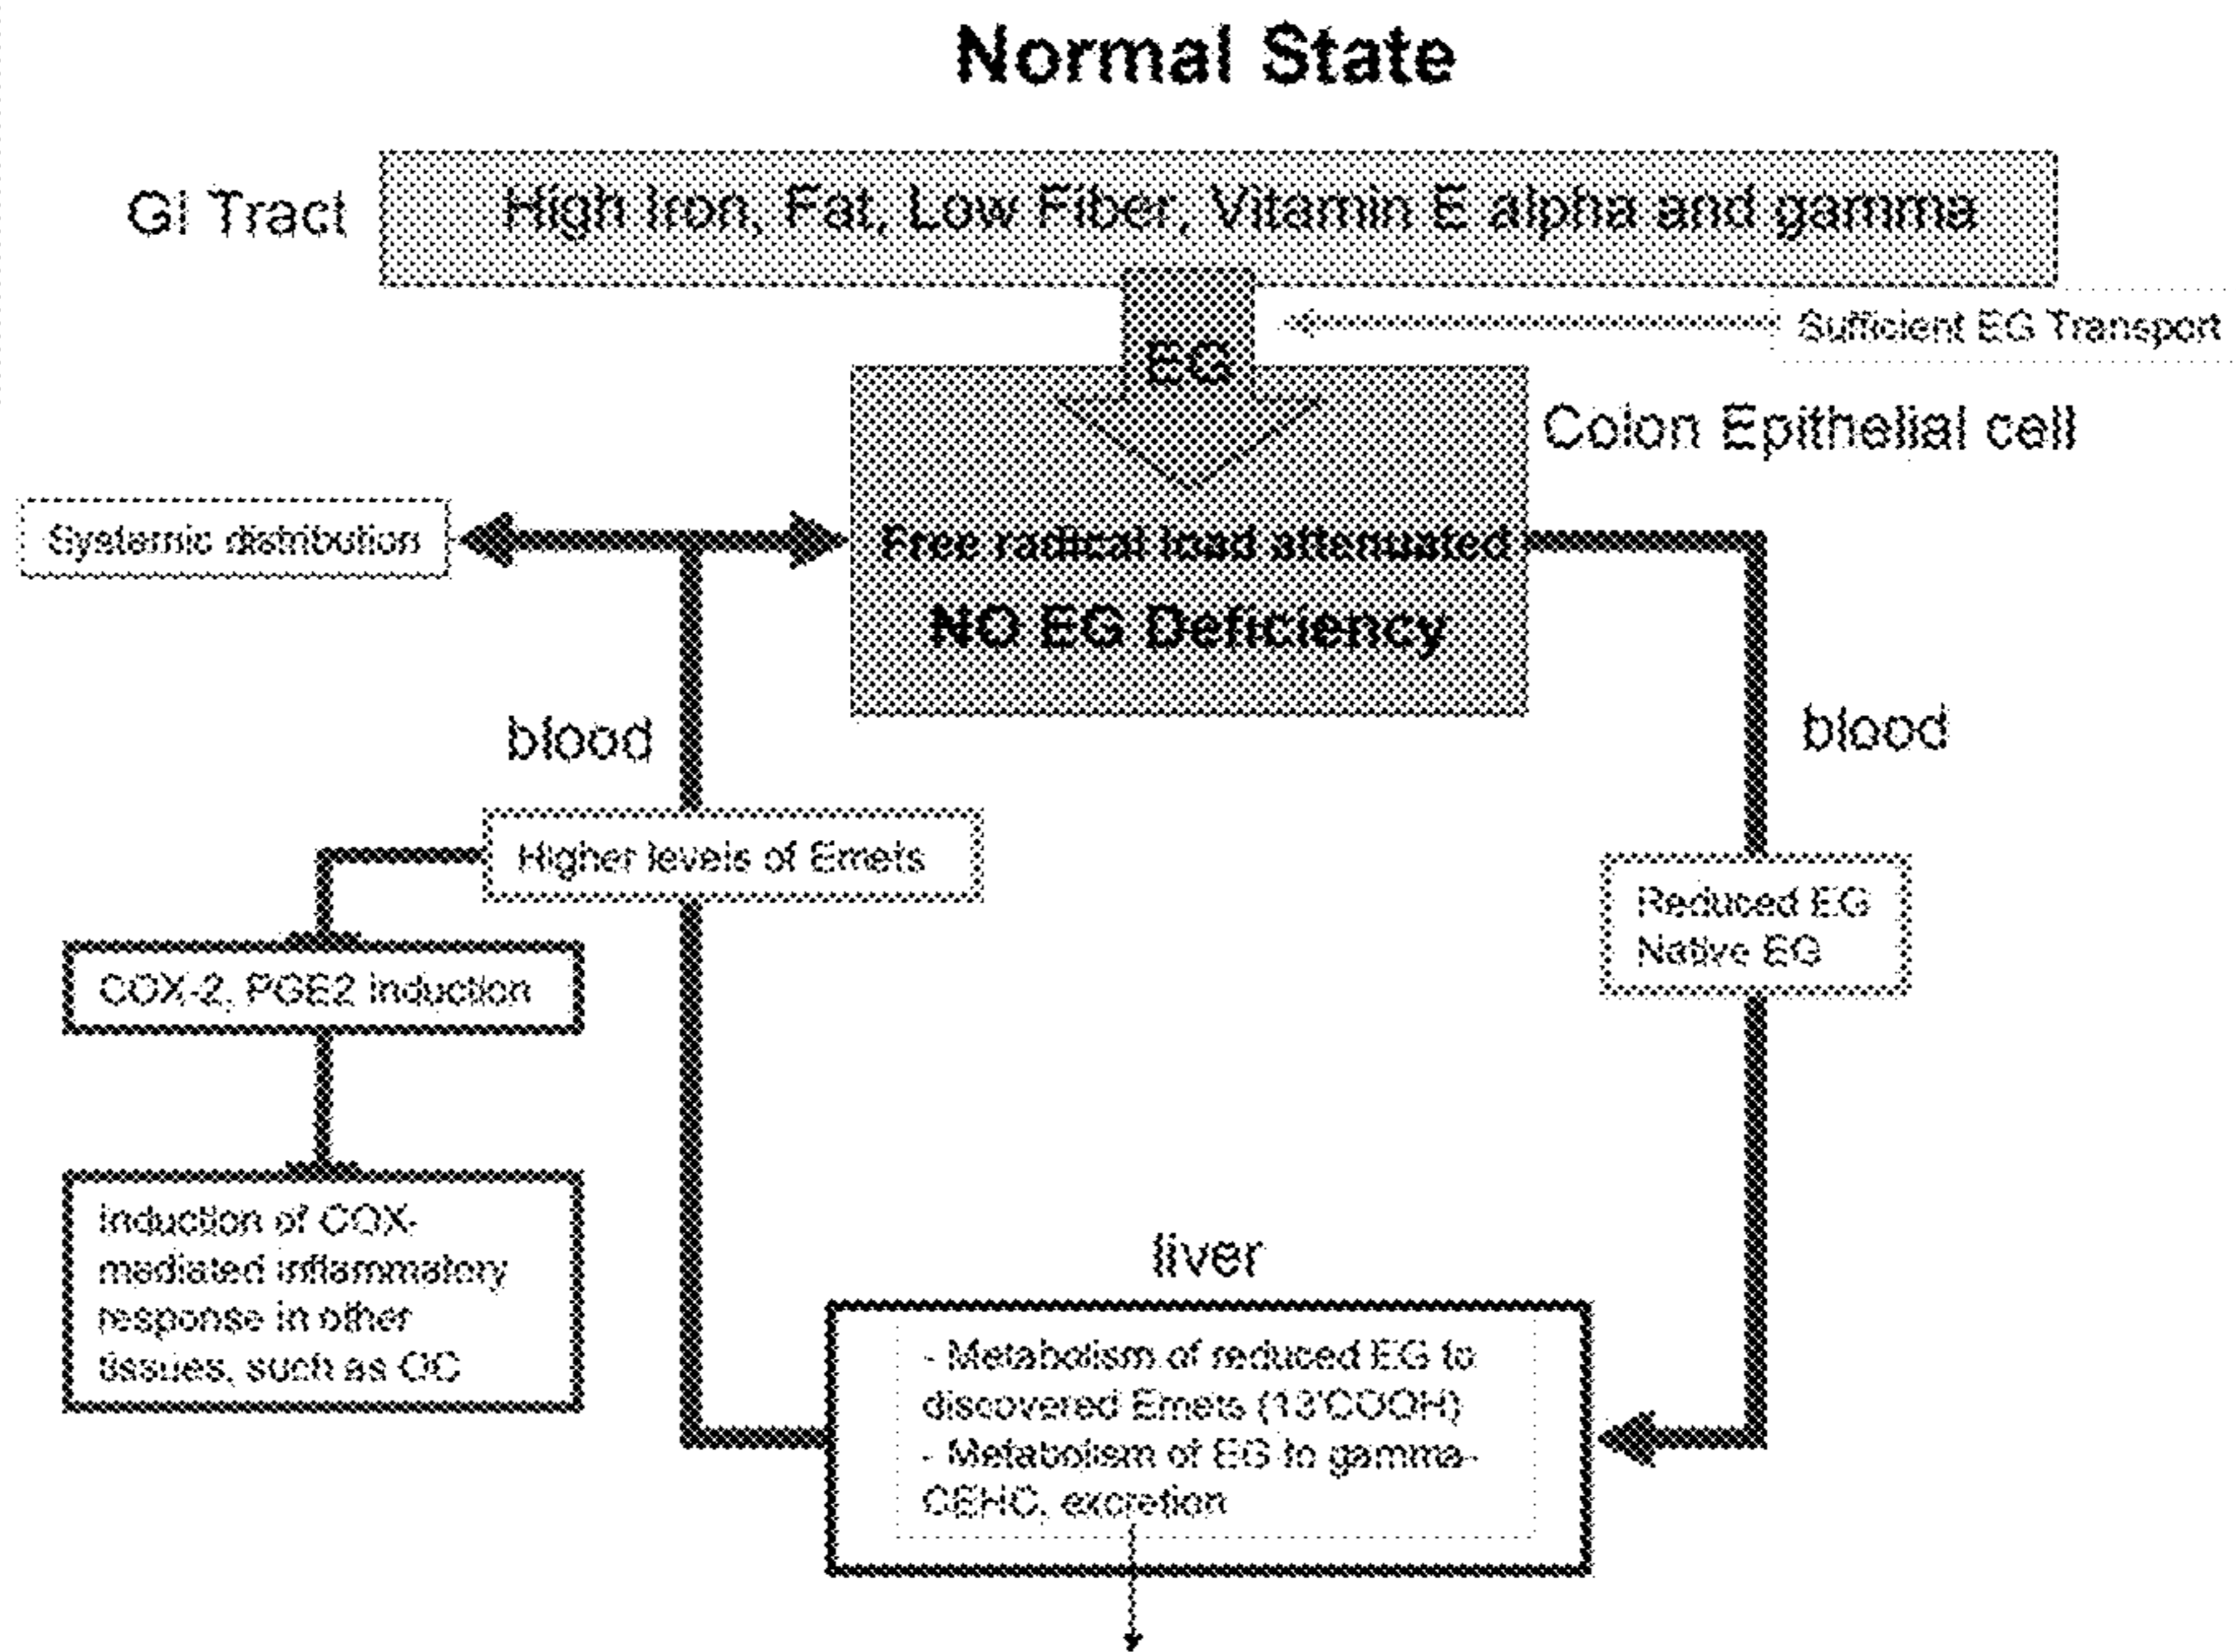 Normal State
GI Tract
High Iron, Fat, Low Fiber, Vitamin E alpha and gamma
Sufficient EG Transport
EG
Colon Epithelial cell
Systemic distribution
Free radical load attenuated
NO EG Deficiency
blood
blood
Higher levels of Emets
Reduced EG
Native EG
COX-2, PGE2 Induction
Induction of COX-
mediated inflammatory
response in other
tissues, such as OC
liver
- Metabolism of reduced EG to
discovered Emets (13'COOH)
- Metabolism of EG to gamma-
CEHC, excretion